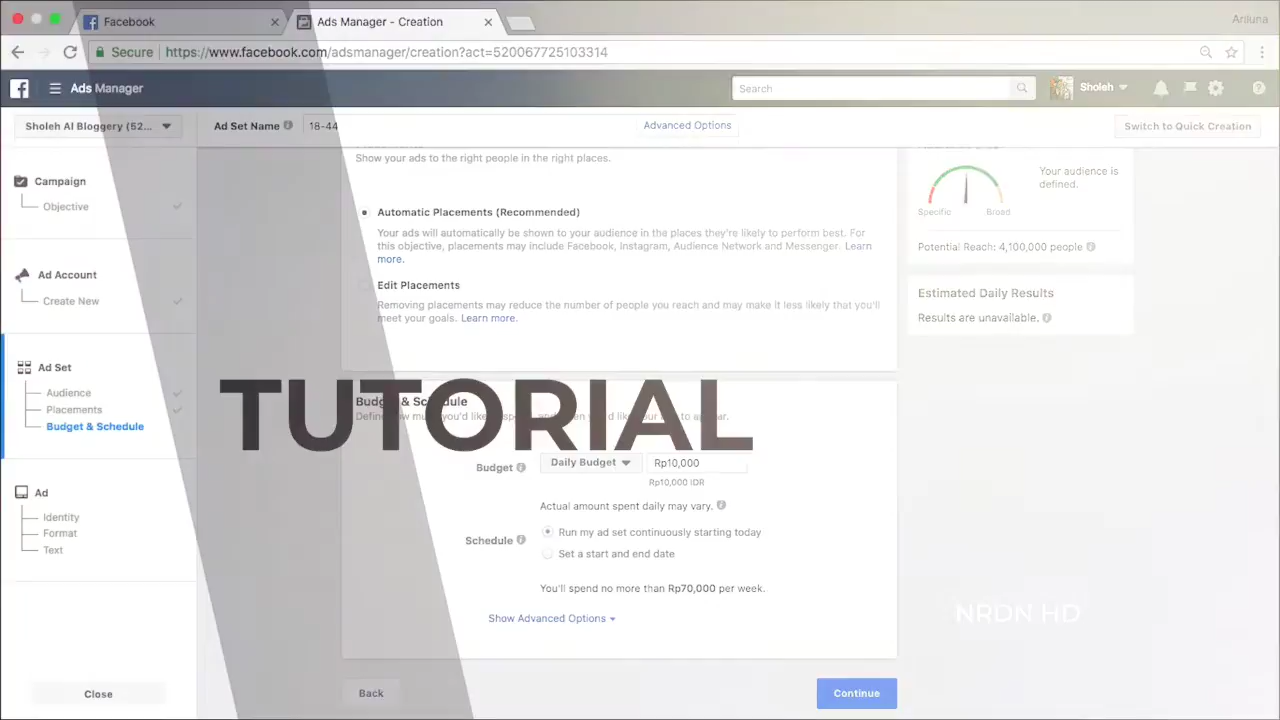 Facebook
Ads Manager - Creation
Ariluna
Secure
https://www.facebook.com/adsmanager/creation?act=520067725103314
Ads Manager
Search
Sholeh
Sholeh Al Bloggery (52...
Ad Set Name
18-44
Advanced Options
Switch to Quick Creation
Show your ads to the right people in the right places.
Campaign
Objective
Ad Account
Create New
Ad Set
Audience
Placements
Budget & Schedule
Ad
Identity
Format
Text
Close
Automatic Placements (Recommended)
Your ads will automatically be shown to your audience in the places they're likely to perform best. For
this objective, placements may include Facebook, Instagram, Audience Network and Messenger. Learn
more.
Edit Placements
Removing placements may reduce the number of people you reach and may make it less likely that you'll
meet your goals. Learn more.
Your audience is
defined.
Specific
Broad
Potential Reach: 4,100,000 people
Estimated Daily Results
Results are unavailable.
TUTORIAL
Budget & Schedule
Budget
Daily Budget
Rp10,000
Rp10,000 IDR
Actual amount spent daily may vary.
Schedule
Run my ad set continuously starting today
Set a start and end date
You'll spend no more than Rp70,000 per week.
Show Advanced Options
NRDN HD
Back
Continue